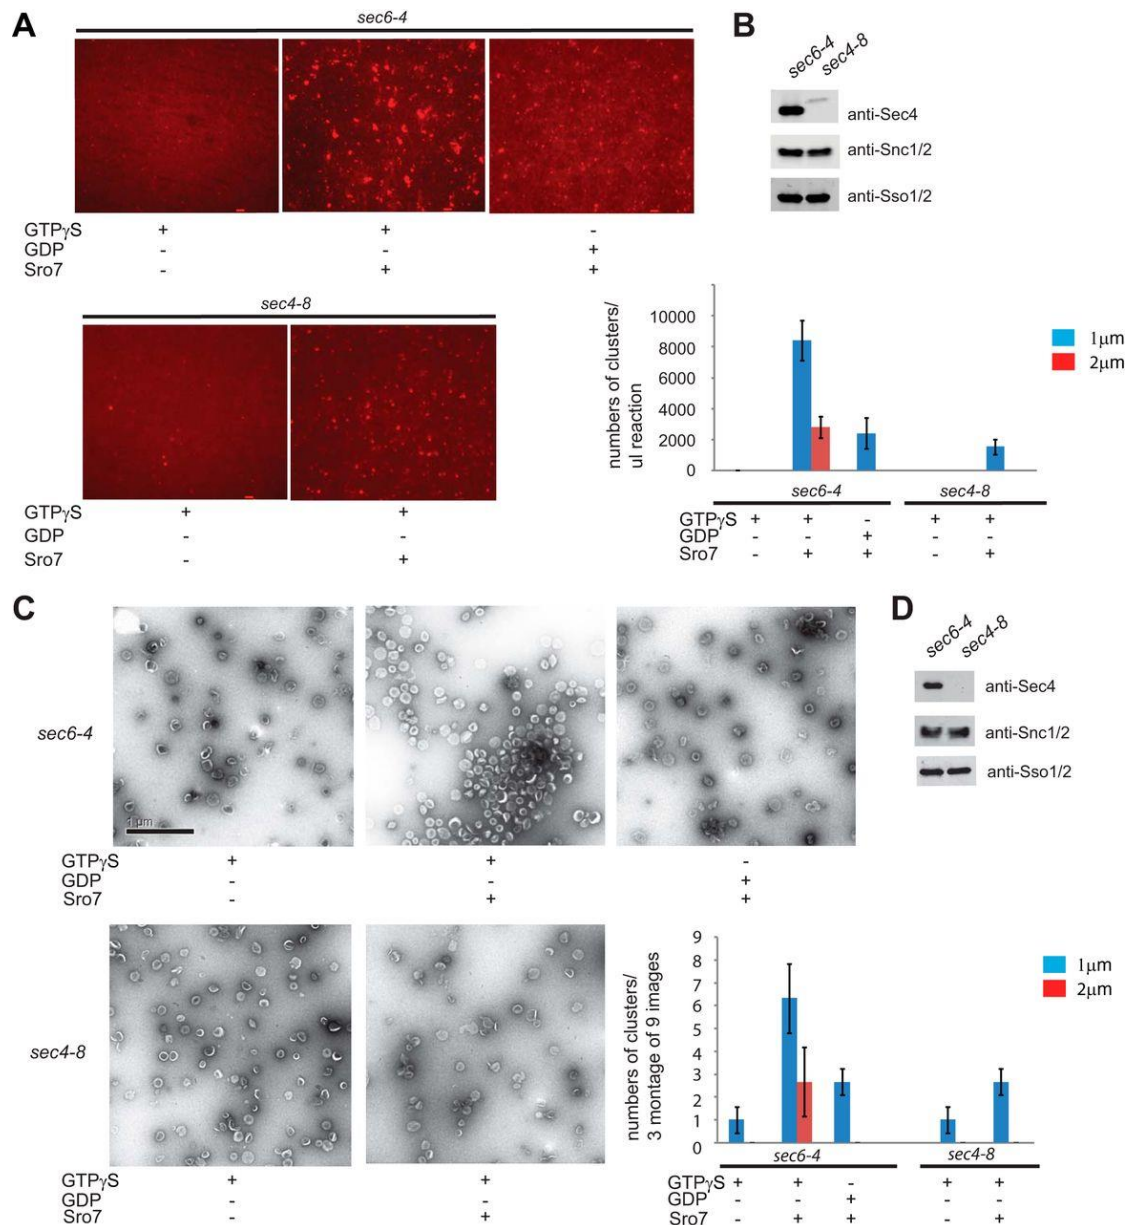 A
sec6-4
GTPγS + + -
GDP - - +
Sro7 - + +
sec4-8
GTPγS + +
GDP - -
Sro7 - +
B
sec6-4 sec4-8
anti-Sec4
anti-Snc1/2
anti-Sso1/2
numbers of clusters/
ul reaction
10000
8000
6000
4000
2000
0
1μm
2μm
sec6-4 sec4-8
GTPγS + + - + +
GDP - - + - -
Sro7 - + + - +
C
sec6-4
1 μm
GTPγS + + -
GDP - - +
Sro7 - + +
sec4-8
GTPγS + +
GDP - -
Sro7 - +
D
sec6-4 sec4-8
anti-Sec4
anti-Snc1/2
anti-Sso1/2
numbers of clusters/
3 montage of 9 images
9
8
7
6
5
4
3
2
1
0
1μm
2μm
sec6-4 sec4-8
GTPγS + + - + +
GDP - - + - -
Sro7 - + + - +